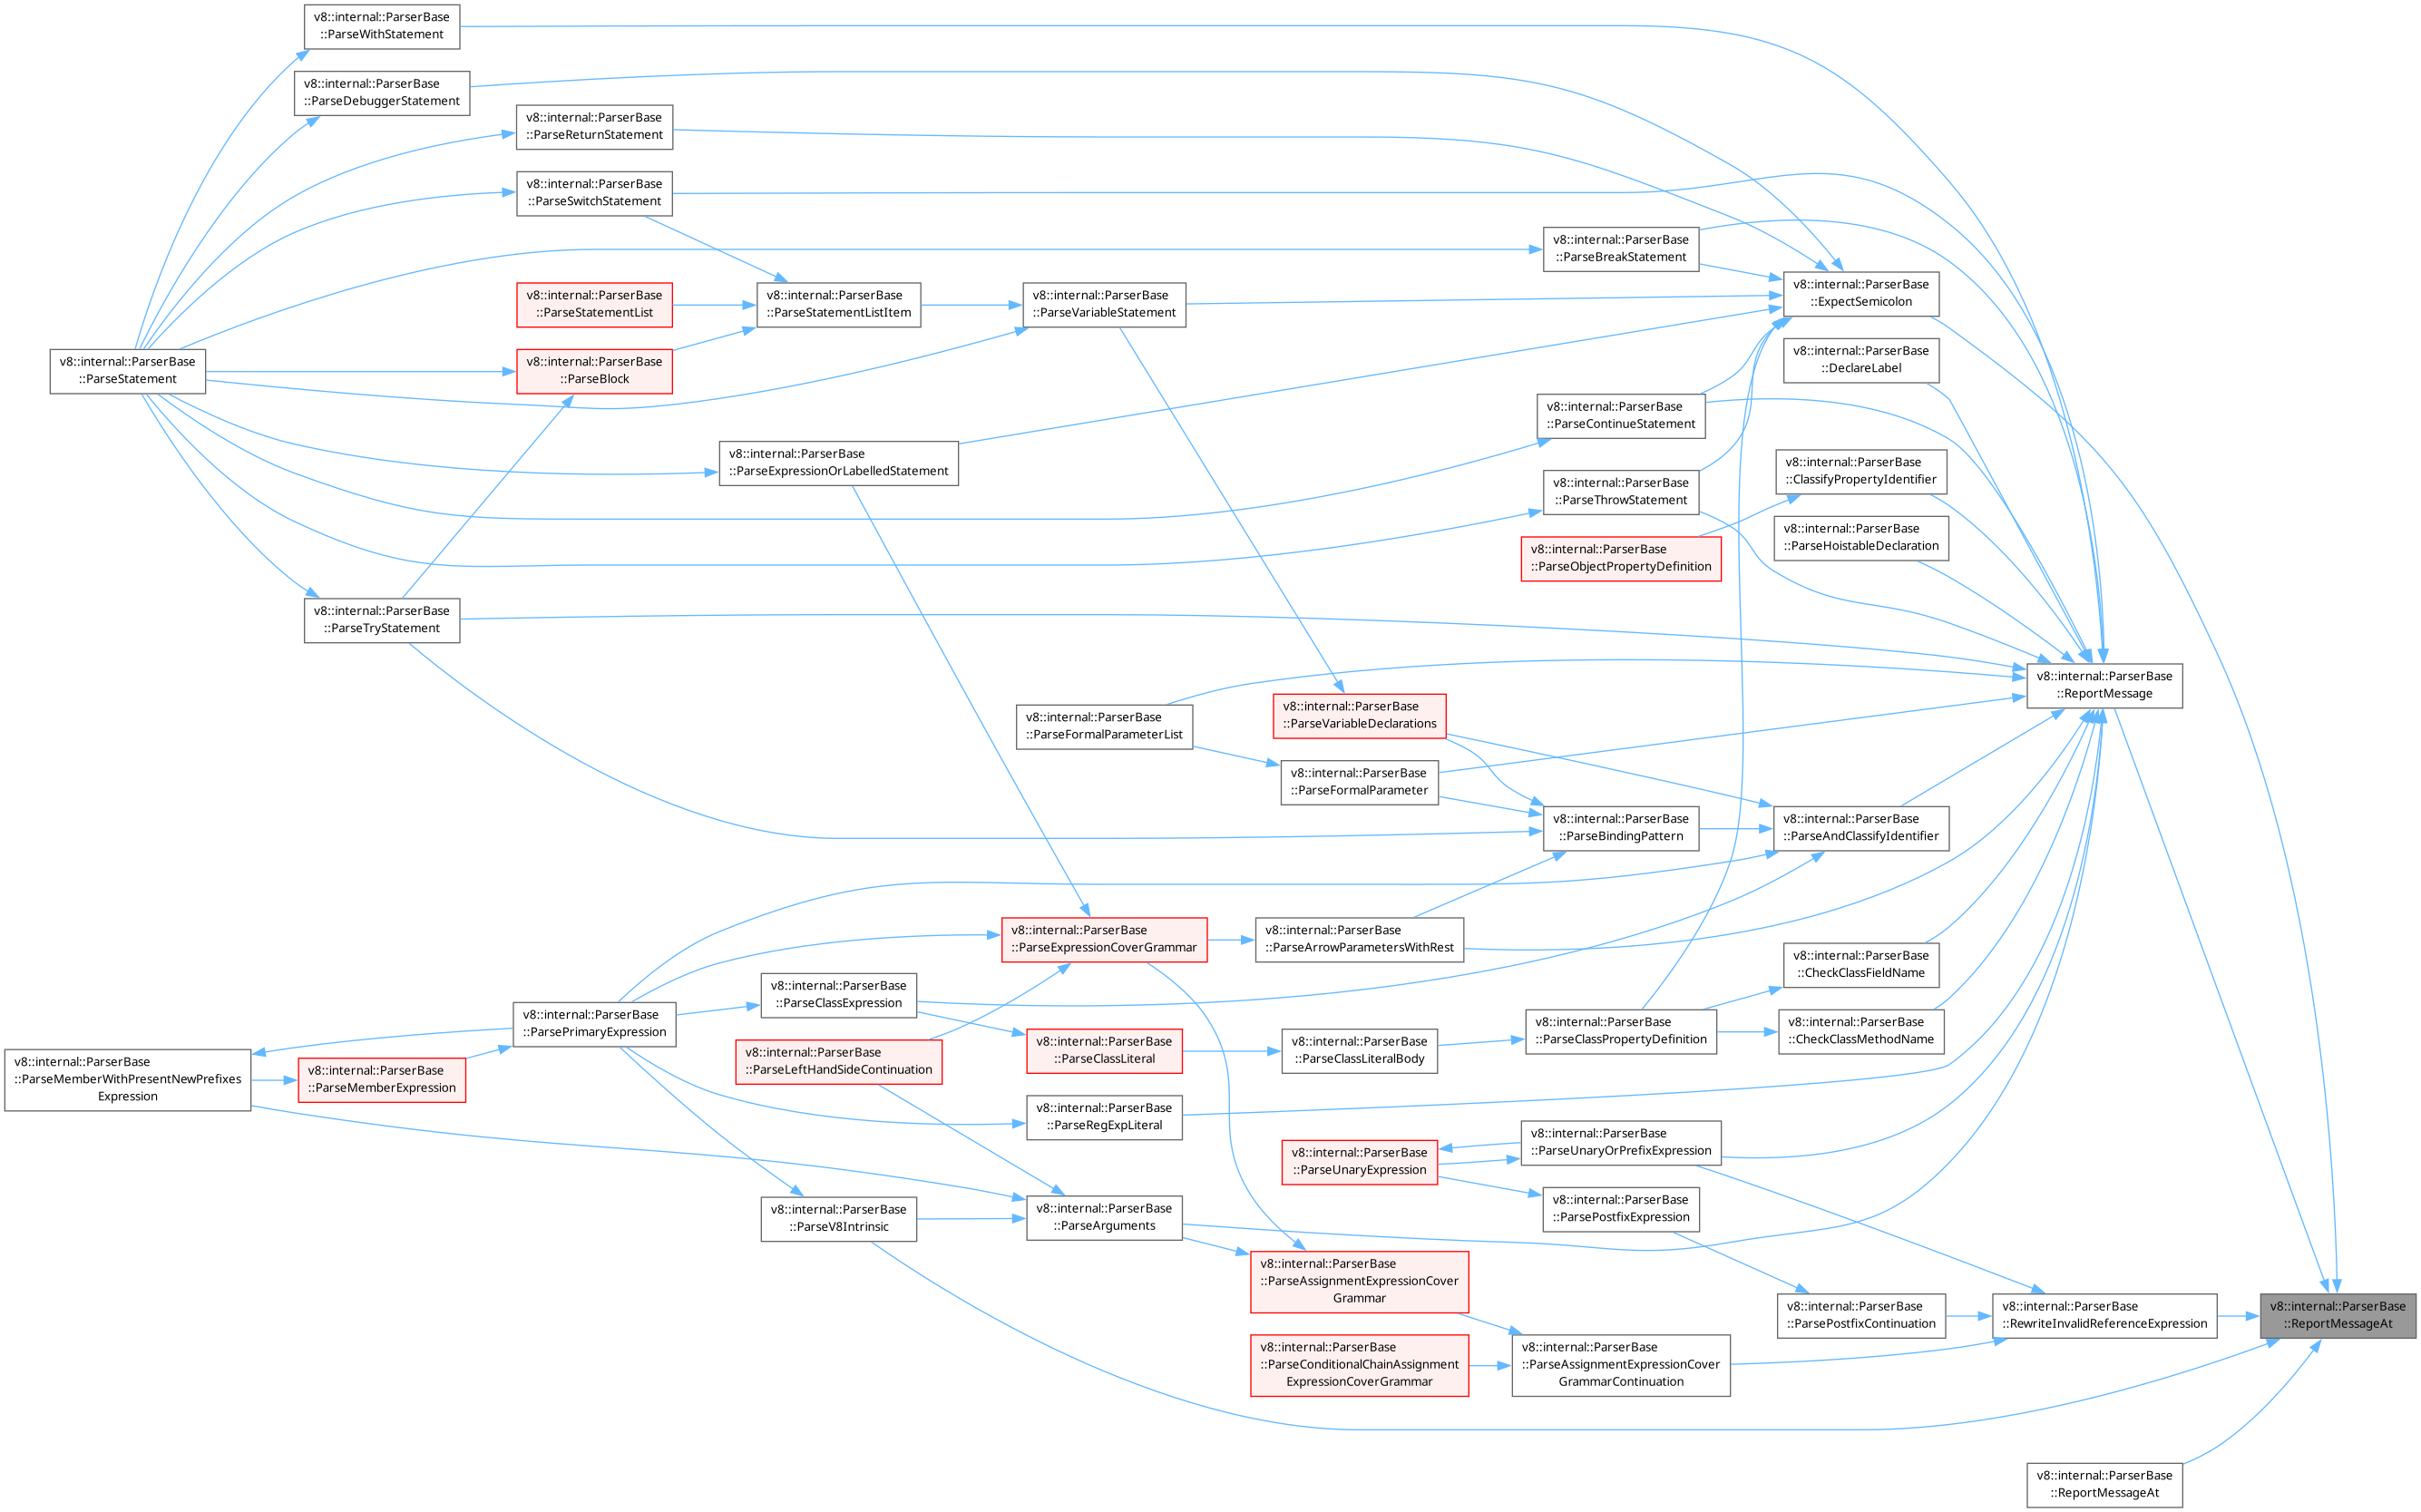 v8::internal::ParserBase
::ParseWithStatement
v8::internal::ParserBase
::ParseDebuggerStatement
v8::internal::ParserBase
::ParseReturnStatement
v8::internal::ParserBase
::ParseSwitchStatement
v8::internal::ParserBase
::ParseBreakStatement
v8::internal::ParserBase
::ExpectSemicolon
v8::internal::ParserBase
::ParseStatementList
v8::internal::ParserBase
::ParseStatementListItem
v8::internal::ParserBase
::ParseVariableStatement
v8::internal::ParserBase
::ParseStatement
v8::internal::ParserBase
::ParseBlock
v8::internal::ParserBase
::DeclareLabel
v8::internal::ParserBase
::ParseContinueStatement
v8::internal::ParserBase
::ParseExpressionOrLabelledStatement
v8::internal::ParserBase
::ClassifyPropertyIdentifier
v8::internal::ParserBase
::ParseThrowStatement
v8::internal::ParserBase
::ParseHoistableDeclaration
v8::internal::ParserBase
::ParseObjectPropertyDefinition
v8::internal::ParserBase
::ParseTryStatement
v8::internal::ParserBase
::ReportMessage
v8::internal::ParserBase
::ParseFormalParameterList
v8::internal::ParserBase
::ParseVariableDeclarations
v8::internal::ParserBase
::ParseFormalParameter
v8::internal::ParserBase
::ParseBindingPattern
v8::internal::ParserBase
::ParseAndClassifyIdentifier
v8::internal::ParserBase
::ParseExpressionCoverGrammar
v8::internal::ParserBase
::ParseArrowParametersWithRest
v8::internal::ParserBase
::CheckClassFieldName
v8::internal::ParserBase
::ParseClassExpression
v8::internal::ParserBase
::ParsePrimaryExpression
v8::internal::ParserBase
::ParseClassPropertyDefinition
v8::internal::ParserBase
::CheckClassMethodName
v8::internal::ParserBase
::ParseClassLiteral
v8::internal::ParserBase
::ParseClassLiteralBody
v8::internal::ParserBase
::ParseLeftHandSideContinuation
v8::internal::ParserBase
::ParseMemberWithPresentNewPrefixes
Expression
v8::internal::ParserBase
::ParseMemberExpression
v8::internal::ParserBase
::ParseRegExpLiteral
v8::internal::ParserBase
::ParseUnaryOrPrefixExpression
v8::internal::ParserBase
::ParseUnaryExpression
v8::internal::ParserBase
::ParsePostfixExpression
v8::internal::ParserBase
::ParseV8Intrinsic
v8::internal::ParserBase
::ParseArguments
v8::internal::ParserBase
::ParseAssignmentExpressionCover
Grammar
v8::internal::ParserBase
::ParsePostfixContinuation
v8::internal::ParserBase
::RewriteInvalidReferenceExpression
v8::internal::ParserBase
::ReportMessageAt
v8::internal::ParserBase
::ParseConditionalChainAssignment
ExpressionCoverGrammar
v8::internal::ParserBase
::ParseAssignmentExpressionCover
GrammarContinuation
v8::internal::ParserBase
::ReportMessageAt